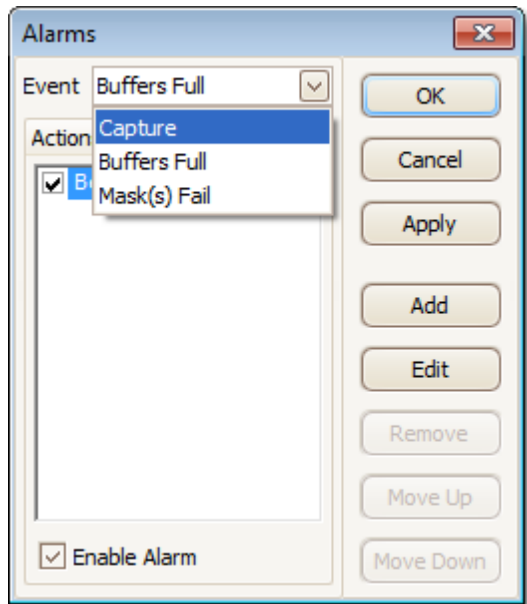 Alarms
Event Buffers Full
Capture
Buffers Full
Mask(s) Fail
Action
Enable Alarm
OK
Cancel
Apply
Add
Edit
Remove
Move Up
Move Down